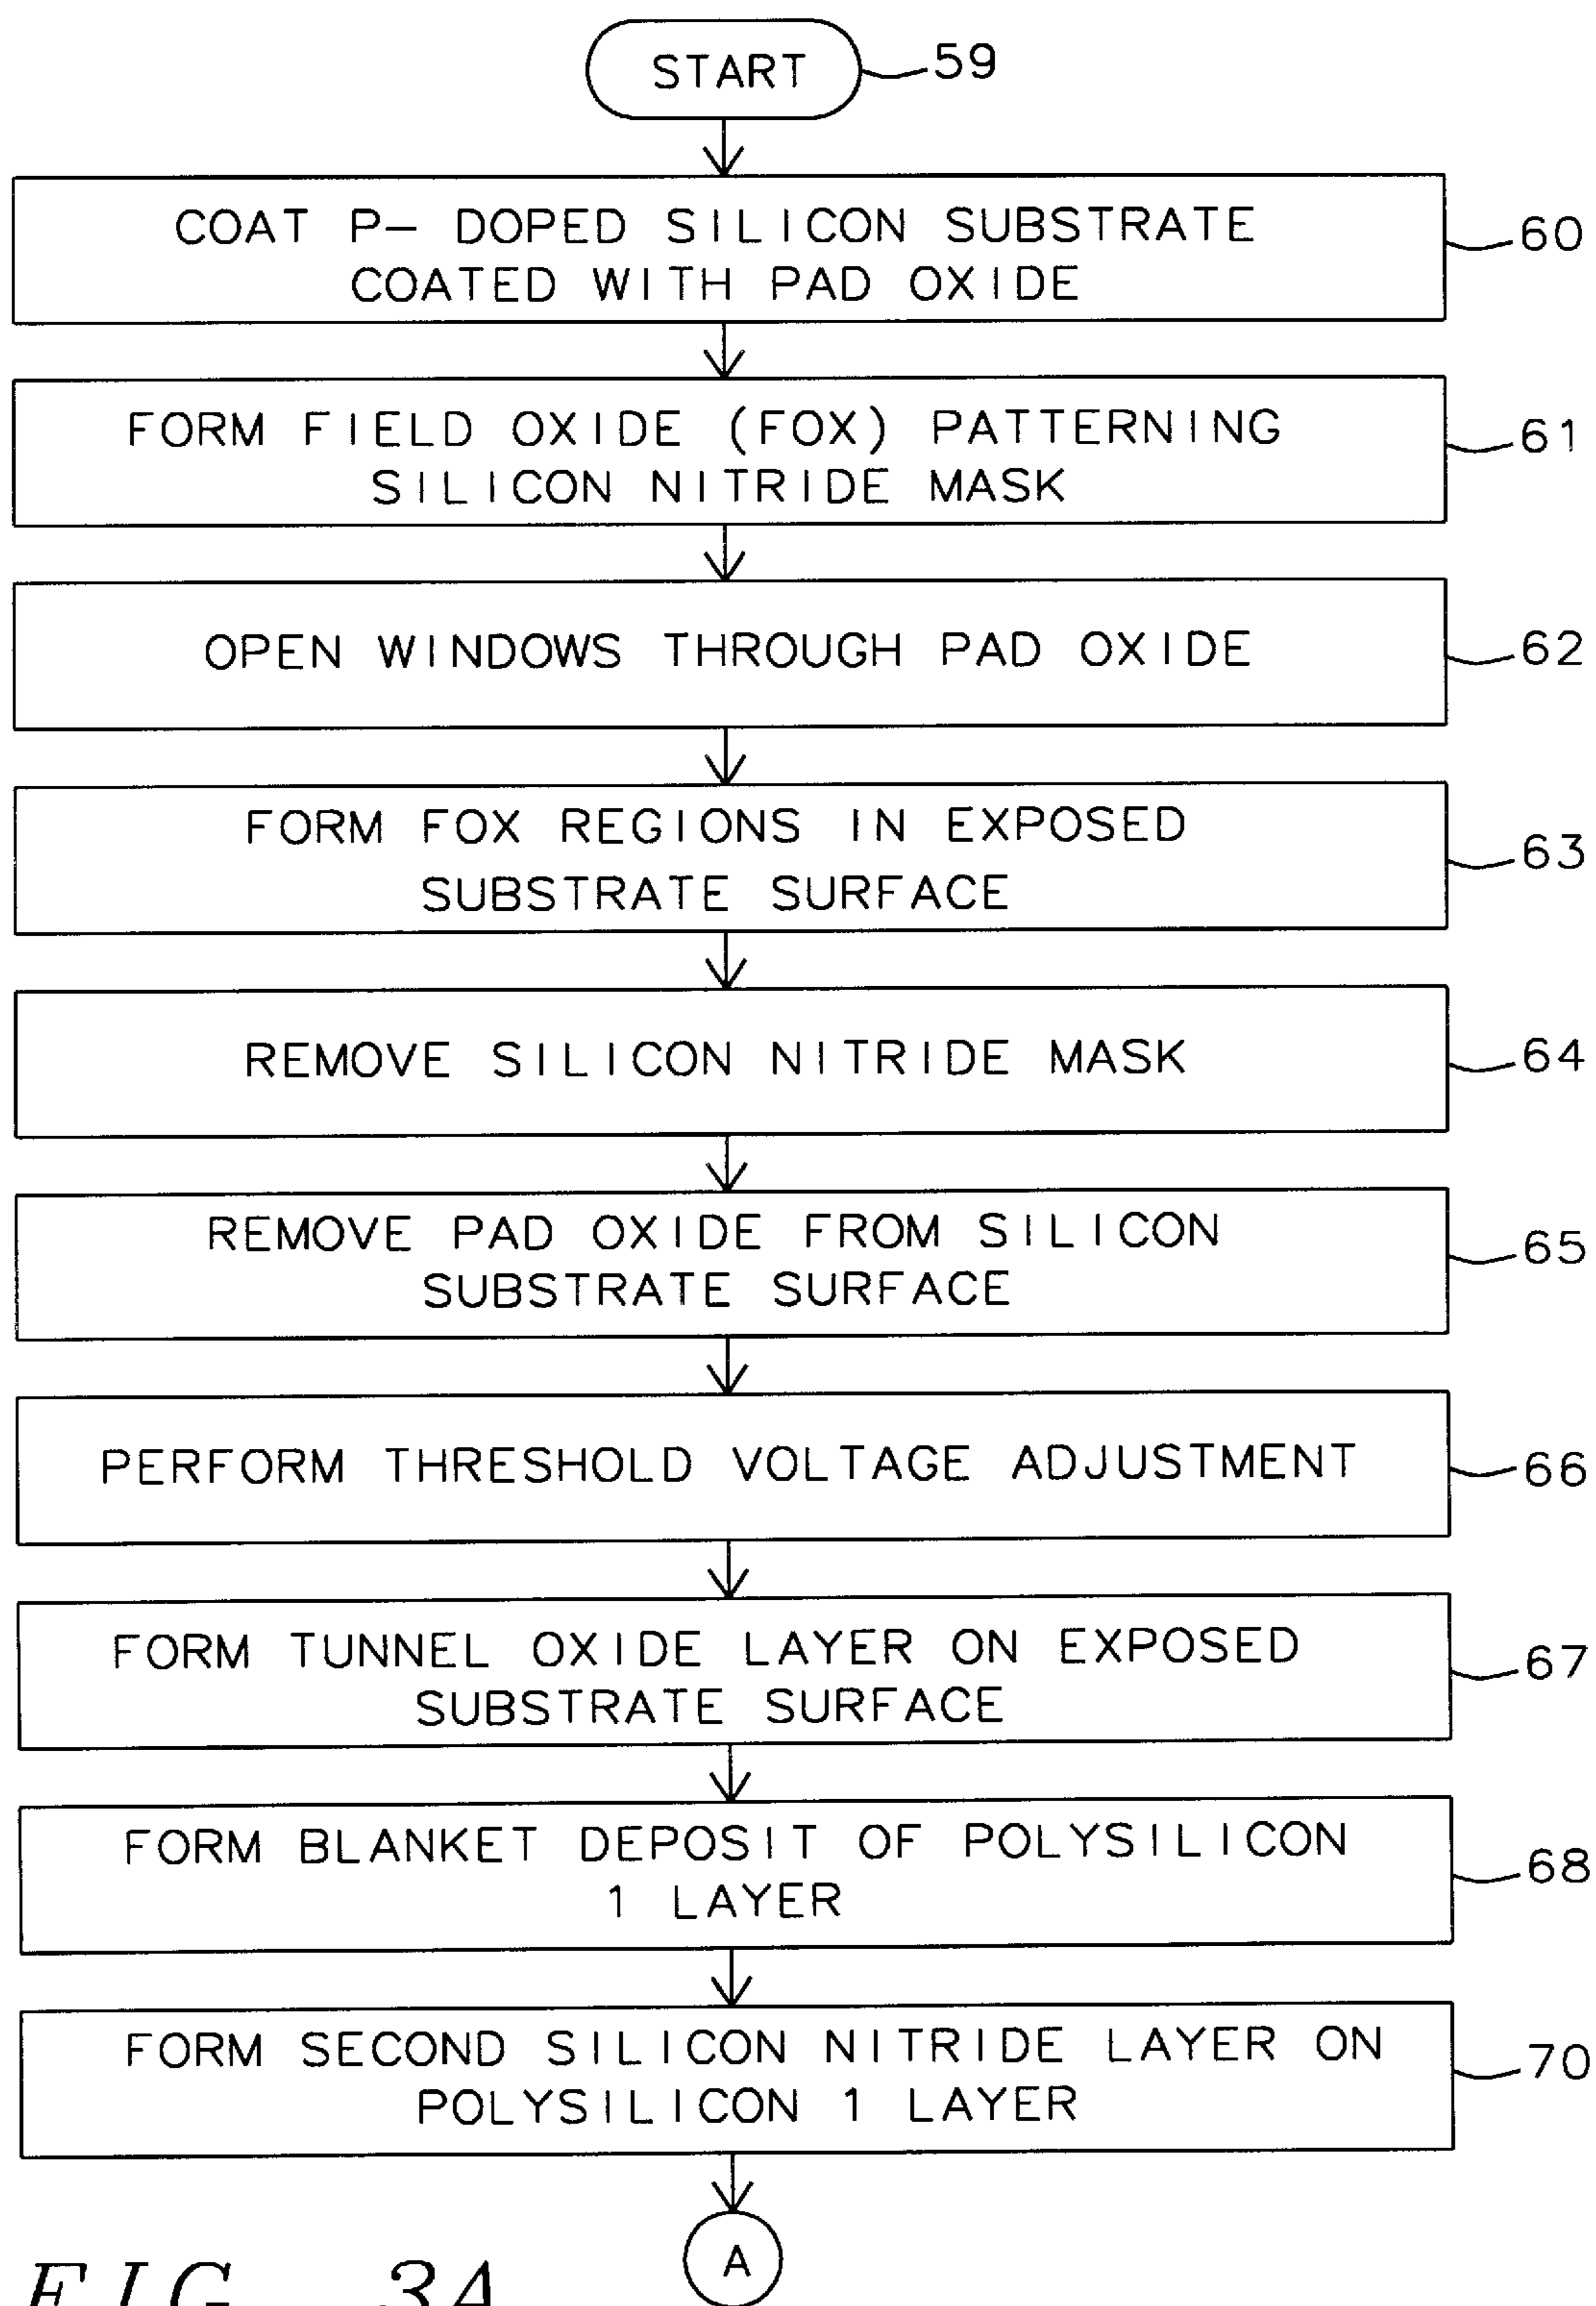 START 59
COAT P- DOPED SILICON SUBSTRATE
COATED WITH PAD OXIDE
60
FORM FIELD OXIDE (FOX) PATTERNING
SILICON NITRIDE MASK
61
OPEN WINDOWS THROUGH PAD OXIDE 62
FORM FOX REGIONS IN EXPOSED
SUBSTRATE SURFACE
63
REMOVE SILICON NITRIDE MASK 64
REMOVE PAD OXIDE FROM SILICON
SUBSTRATE SURFACE
65
PERFORM THRESHOLD VOLTAGE ADJUSTMENT 66
FORM TUNNEL OXIDE LAYER ON EXPOSED
SUBSTRATE SURFACE
67
FORM BLANKET DEPOSIT OF POLYSILICON
1 LAYER
68
FORM SECOND SILICON NITRIDE LAYER ON
POLYSILICON 1 LAYER
70
A
FIG. 3A